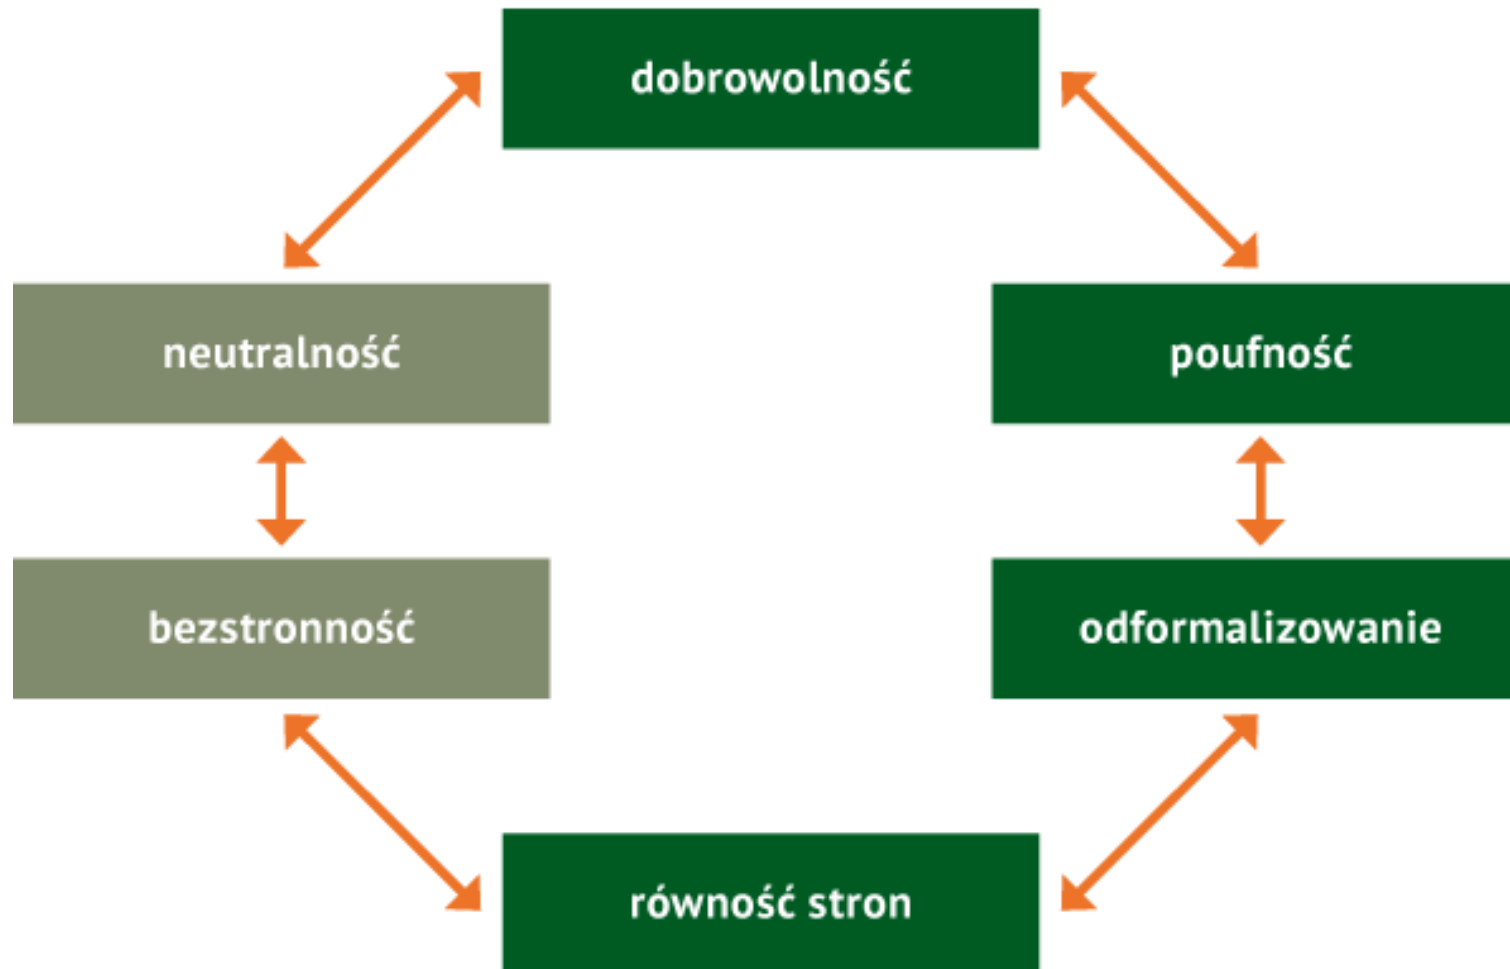 dobrowolność
neutralność
poufność
bezstronność
odformalizowanie
równość stron